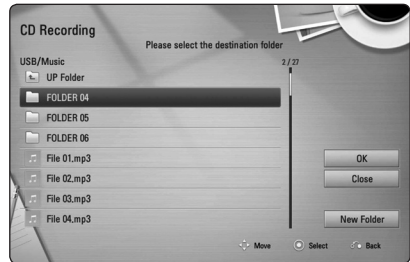 CD Recording
Please select the destination folder
USB/Music
2 / 27
UP Folder
FOLDER 04
FOLDER 05
FOLDER 06
File 01.mp3
File 02.mp3
File 03.mp3
File 04.mp3
OK
Close
New Folder
Move
Select
Back